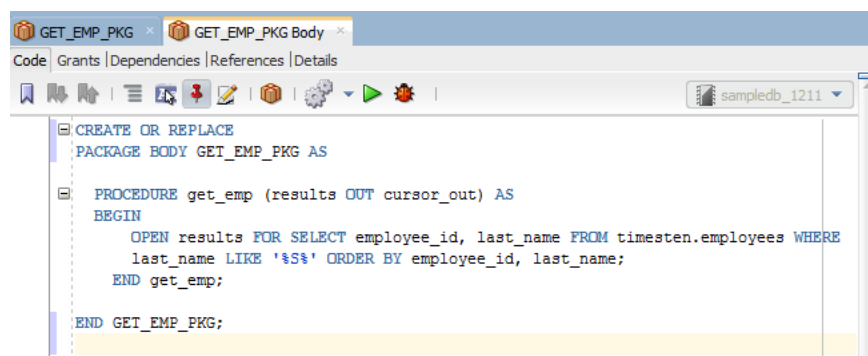 GET_EMP_PKG × GET_EMP_PKG Body ×
Code Grants |Dependencies |References |Details
sampledb_1211
CREATE OR REPLACE
PACKAGE BODY GET_EMP_PKG AS
PROCEDURE get_emp (results OUT cursor_out) AS
BEGIN
OPEN results FOR SELECT employee_id, last_name FROM timesten.employees WHERE
last_name LIKE '%S%' ORDER BY employee_id, last_name;
END get_emp;
END GET_EMP_PKG;